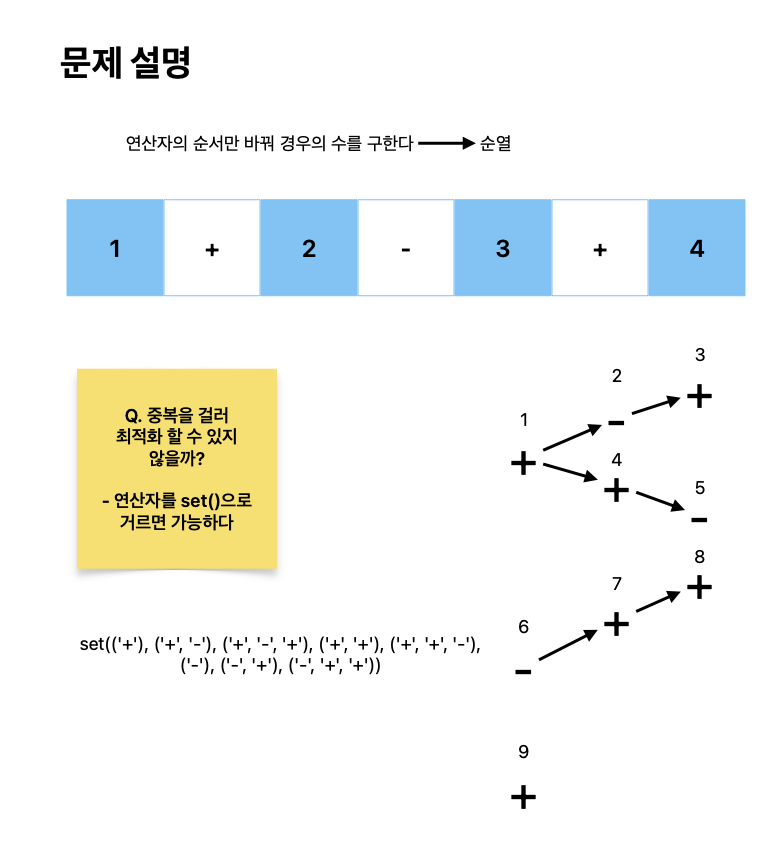 문제 설명
연산자의 순서만 바꿔 경우의 수를 구한다 순열
1 + 2 - 3 + 4
Q. 중복을 걸러
최적화 할 수 있지
않을까?
- 연산자를 set()으로
거르면 가능하다
set(('+'), ('+', '-'), ('+', '-', '+'), ('+', '+'), ('+', '+', '-'),
('-'), ('-', '+'), ('-', '+', '+'))
3
+
2
-
1
+
4
+
5
-
8
+
7
+
6
-
9
+